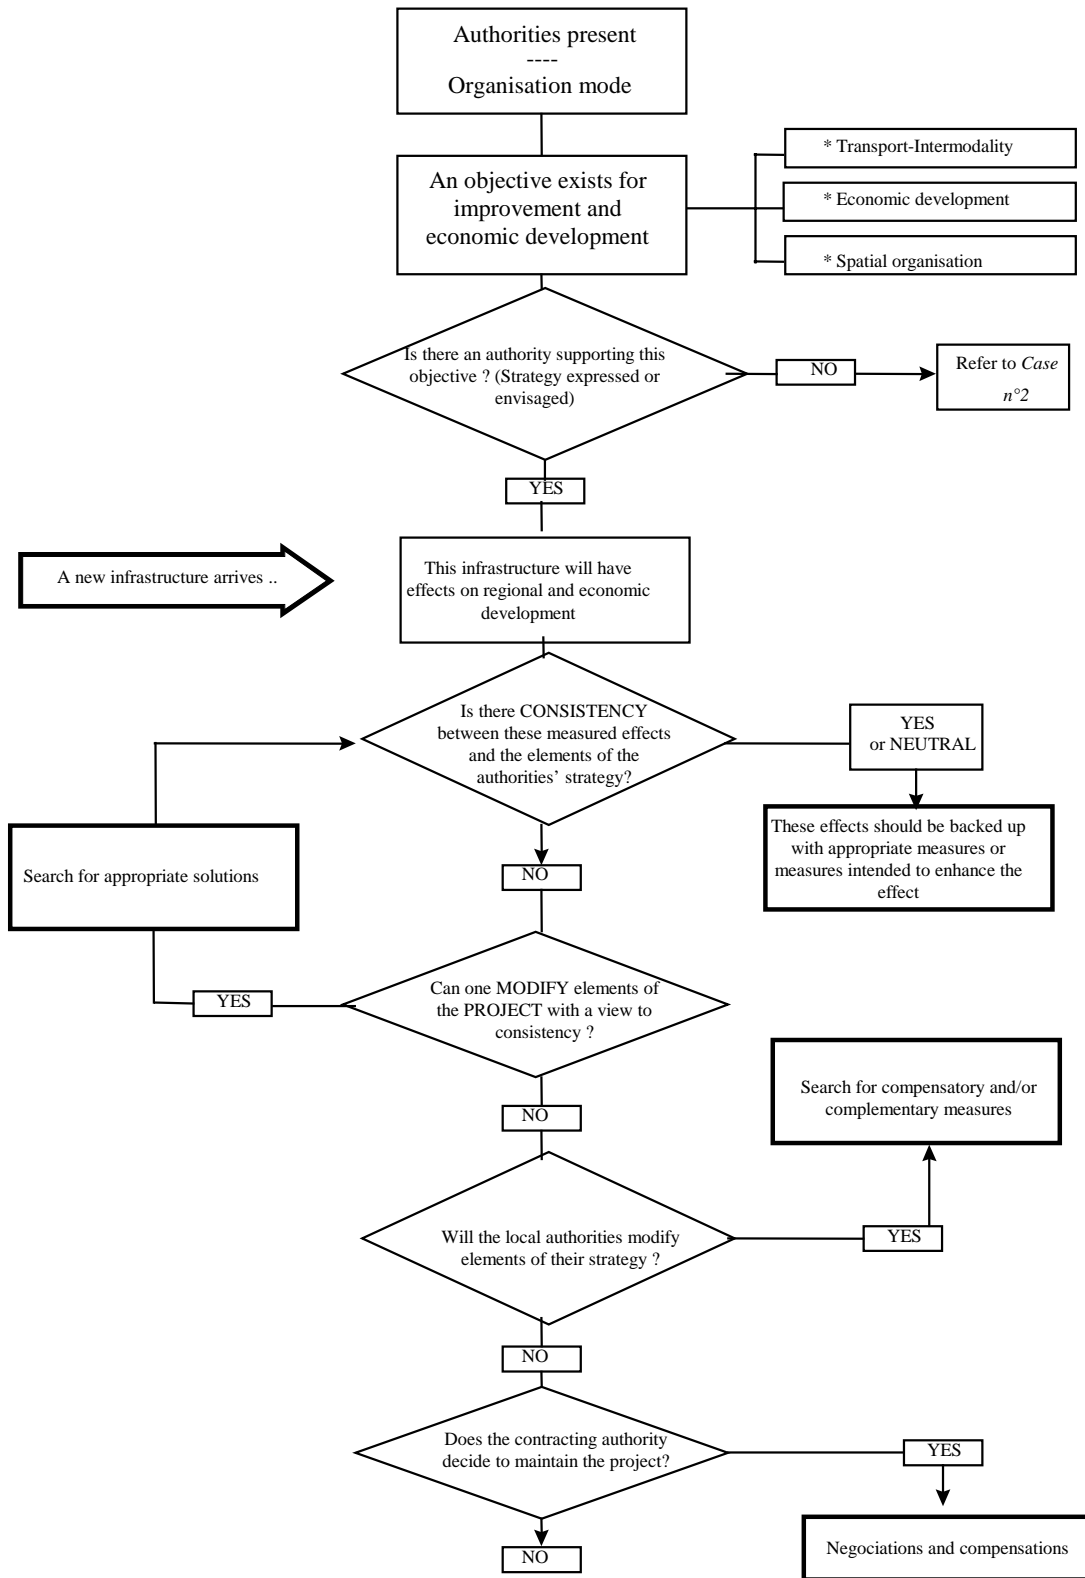 Authorities present
----
Organisation mode
An objective exists for
improvement and
economic development
* Transport-Intermodality
* Economic development
* Spatial organisation
Is there an authority supporting this
objective ? (Strategy expressed or
envisaged)
NO
Refer to Case
n°2
YES
A new infrastructure arrives ..
This infrastructure will have
effects on regional and economic
development
Is there CONSISTENCY
between these measured effects
and the elements of the
authorities’ strategy?
YES
or NEUTRAL
These effects should be backed up
with appropriate measures or
measures intended to enhance the
effect
Search for appropriate solutions
NO
Can one MODIFY elements of
the PROJECT with a view to
consistency ?
YES
Search for compensatory and/or
complementary measures
NO
Will the local authorities modify
elements of their strategy ?
YES
NO
Does the contracting authority
decide to maintain the project?
YES
Negociations and compensations
NO